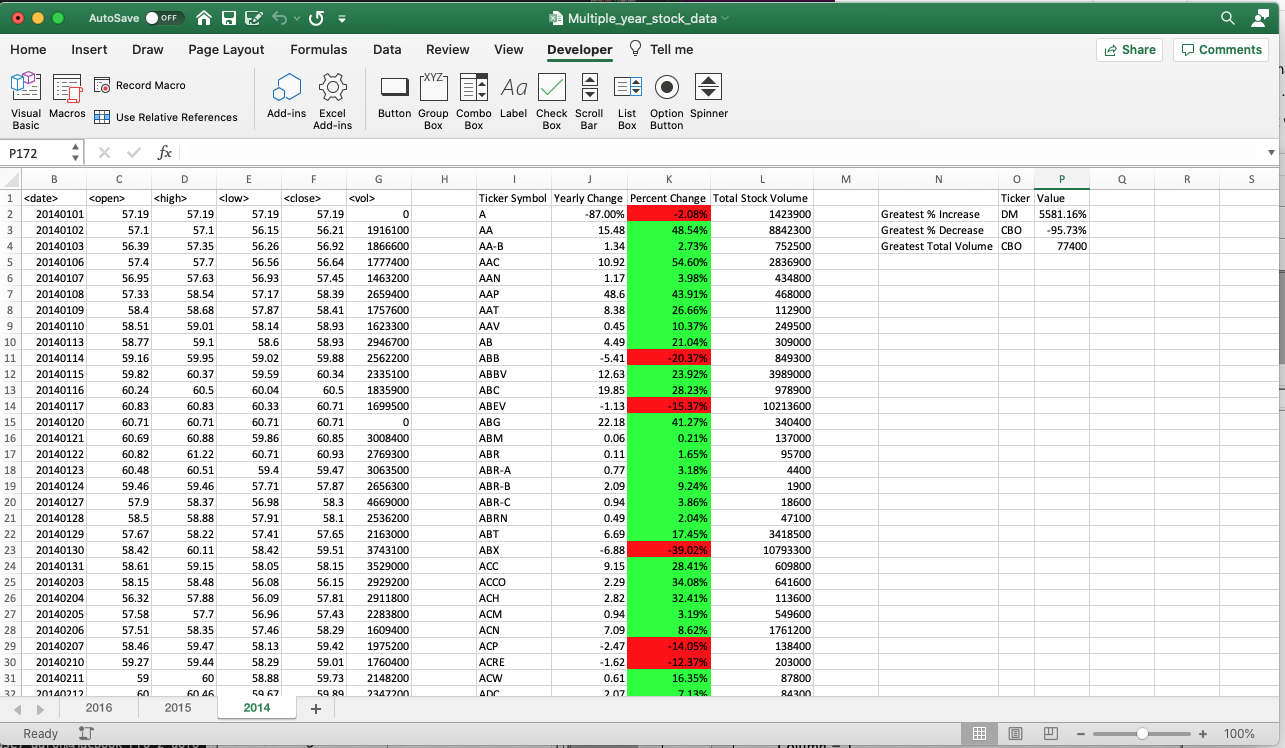 AutoSave OFF Multiple_year_stock_data
Home Insert Draw Page Layout Formulas Data Review View Developer Tell me Share Comments
Visual Basic Macros Record Macro Use Relative References Add-ins Excel Add-ins Button Group Box Combo Box Label Check Box Scroll Bar List Box Option Button Spinner
XYZ Aa
P172 fx
B C D E F G H I J K L M N O P Q R S
1 <date> <open> <high> <low> <close> <vol> Ticker Symbol Yearly Change Percent Change Total Stock Volume Ticker Value
2 20140101 57.19 57.19 57.19 57.19 0 A -87.00% -2.08% 1423900 Greatest % Increase DM 5581.16%
3 20140102 57.1 57.1 56.15 56.21 1916100 AA 15.48 48.54% 8842300 Greatest % Decrease CBO -95.73%
4 20140103 56.39 57.35 56.26 56.92 1866600 AA-B 1.34 2.73% 752500 Greatest Total Volume CBO 77400
5 20140106 57.4 57.7 56.56 56.64 1777400 AAC 10.92 54.60% 2836900
6 20140107 56.95 57.63 56.93 57.45 1463200 AAN 1.17 3.98% 434800
7 20140108 57.33 58.54 57.17 58.39 2659400 AAP 48.6 43.91% 468000
8 20140109 58.4 58.68 57.87 58.41 1757600 AAT 8.38 26.66% 112900
9 20140110 58.51 59.01 58.14 58.93 1623300 AAV 0.45 10.37% 249500
10 20140113 58.77 59.1 58.6 58.93 2946700 AB 4.49 21.04% 309000
11 20140114 59.16 59.95 59.02 59.88 2562200 ABB -5.41 -20.37% 849300
12 20140115 59.82 60.37 59.59 60.34 2335100 ABBV 12.63 23.92% 3989000
13 20140116 60.24 60.5 60.04 60.5 1835900 ABC 19.85 28.23% 978900
14 20140117 60.83 60.83 60.33 60.71 1699500 ABEV -1.13 -15.37% 10213600
15 20140120 60.71 60.71 60.71 60.71 0 ABG 22.18 41.27% 340400
16 20140121 60.69 60.88 59.86 60.85 3008400 ABM 0.06 0.21% 137000
17 20140122 60.82 61.22 60.71 60.93 2769300 ABR 0.11 1.65% 95700
18 20140123 60.48 60.51 59.4 59.47 3063500 ABR-A 0.77 3.18% 4400
19 20140124 59.46 59.46 57.71 57.87 2656300 ABR-B 2.09 9.24% 1900
20 20140127 57.9 58.37 56.98 58.3 4669000 ABR-C 0.94 3.86% 18600
21 20140128 58.5 58.88 57.91 58.1 2536200 ABRN 0.49 2.04% 47100
22 20140129 57.67 58.22 57.41 57.65 2163000 ABT 6.69 17.45% 3418500
23 20140130 58.42 60.11 58.42 59.51 3743100 ABX -6.88 -39.02% 10793300
24 20140131 58.61 59.15 58.05 58.15 3529000 ACC 9.15 28.41% 609800
25 20140203 58.15 58.48 56.08 56.15 2929200 ACCO 2.29 34.08% 641600
26 20140204 56.32 57.88 56.09 57.81 2911800 ACH 2.82 32.41% 113600
27 20140205 57.58 57.7 56.96 57.43 2283800 ACM 0.94 3.19% 549600
28 20140206 57.51 58.35 57.46 58.29 1609400 ACN 7.09 8.62% 1761200
29 20140207 58.46 59.47 58.13 59.42 1975200 ACP -2.47 -14.05% 138400
30 20140210 59.27 59.44 58.29 59.01 1760400 ACRE -1.62 -12.37% 203000
31 20140211 59 60 58.88 59.73 2148200 ACW 0.61 16.35% 87800
32 20140212 60 60.46 59.67 59.89 2347200 ADC 2.07 7.13% 84300
2016 2015 2014
Ready 100%